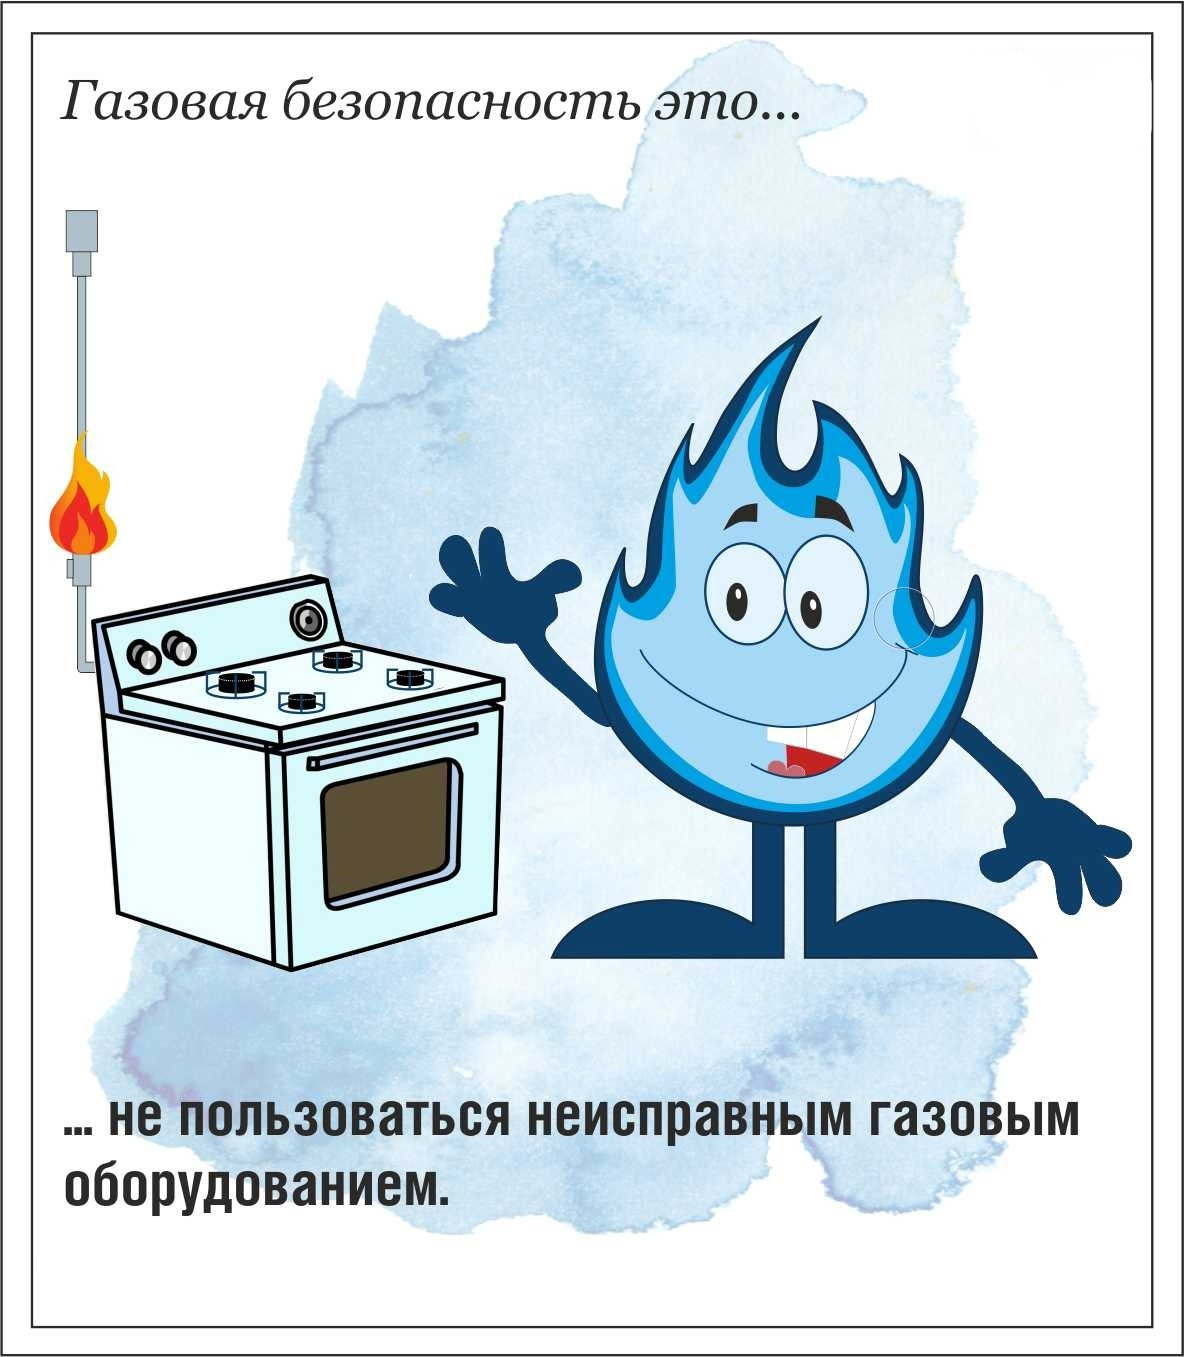 Газовая безопасность это...
... не пользоваться неисправным газовым
оборудованием.